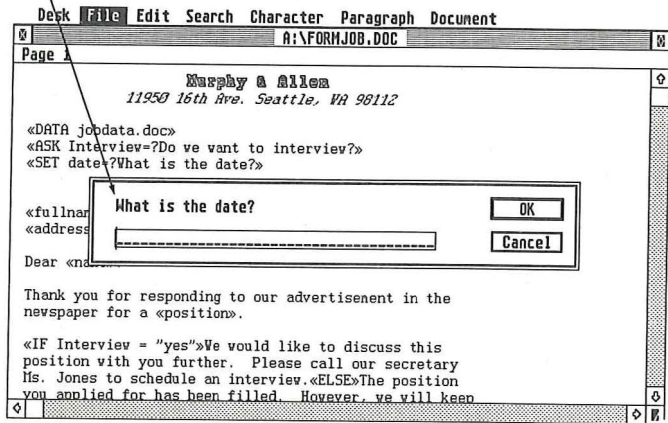 Desk File Edit Search Character Paragraph Document
A:\FORMJOB.DOC
Page 1
Murphy & Allen
11950 16th Ave. Seattle, WA 98112
«DATA jobdata.doc»
«ASK Interview=?Do we want to interview?»
«SET date=?What is the date?»
What is the date?
OK
Cancel
«fullnam
«address
Dear «na
Thank you for responding to our advertisement in the
newspaper for a «position».
«IF Interview = "yes"»We would like to discuss this
position with you further. Please call our secretary
Ms. Jones to schedule an interview.«ELSE»The position
you applied for has been filled. However, we will keep